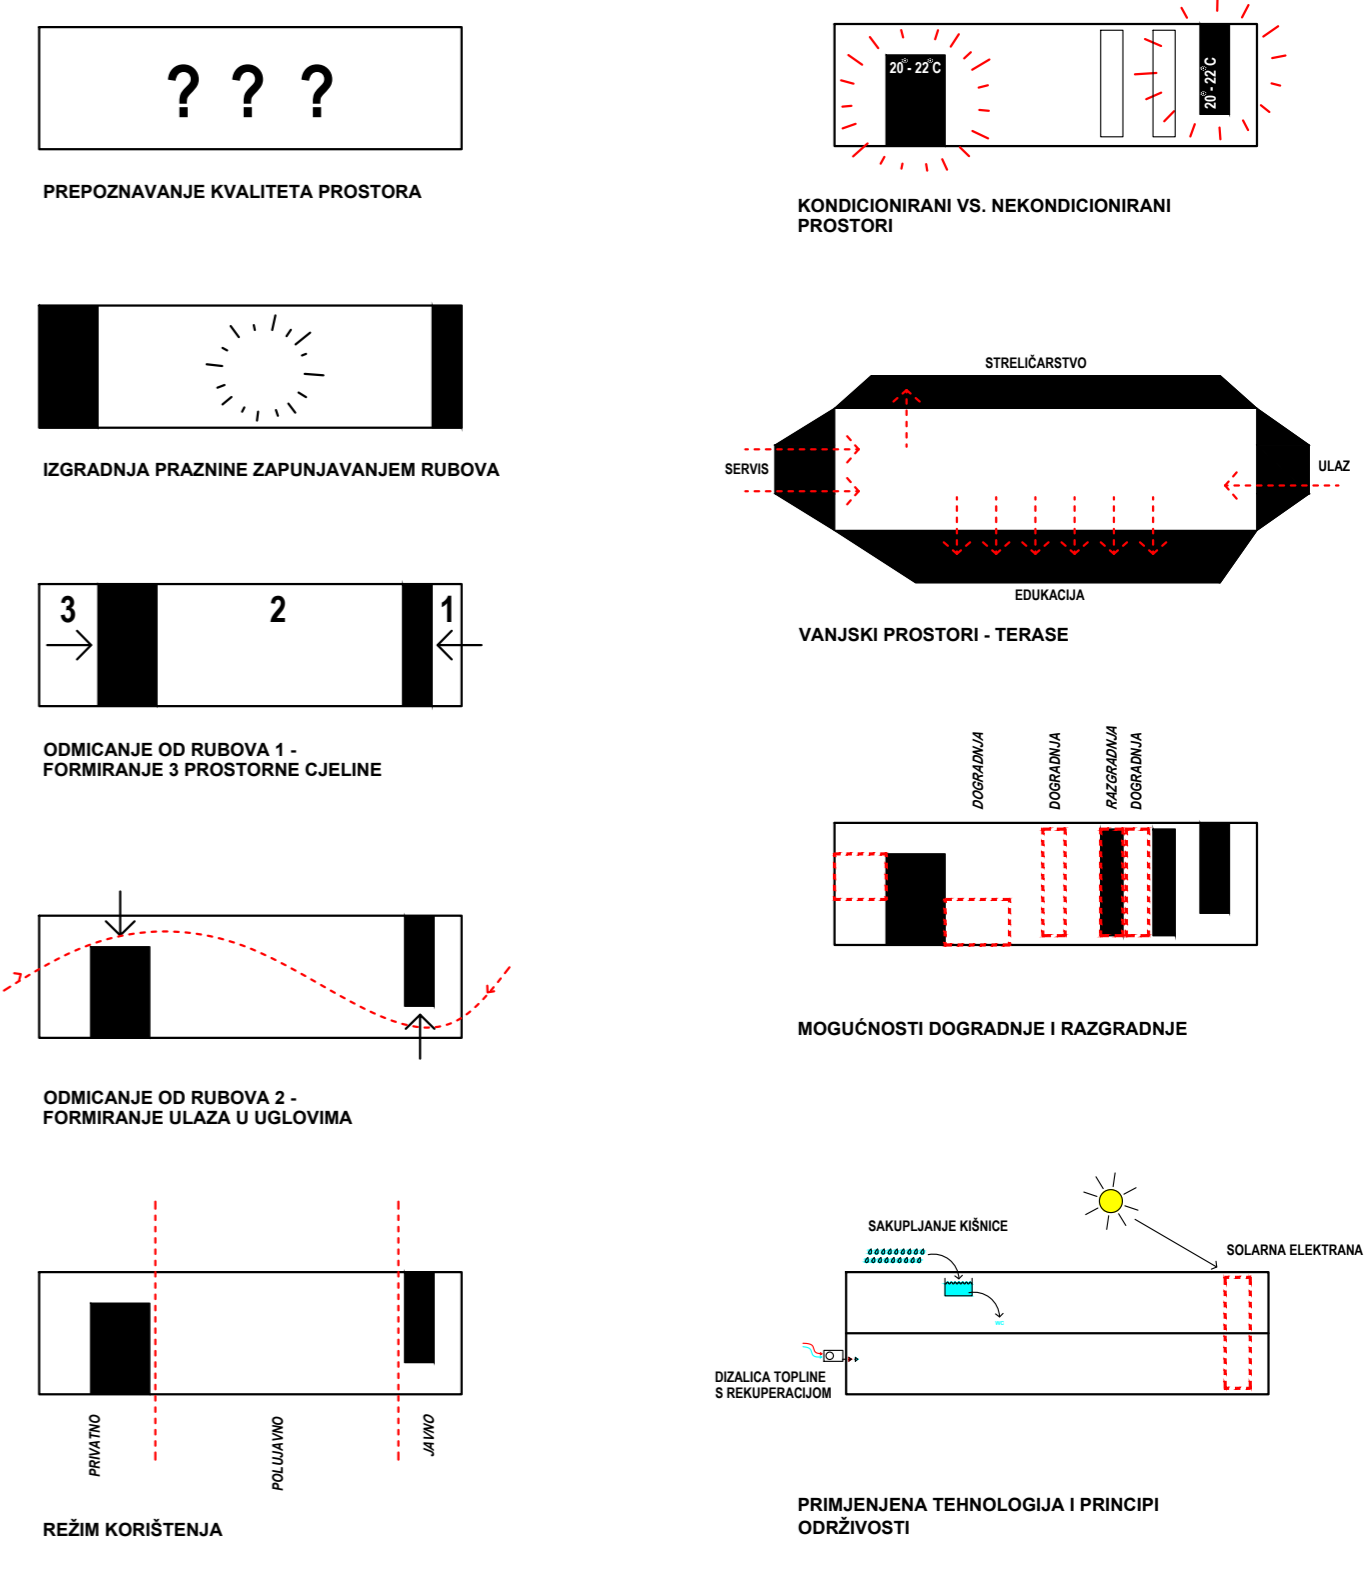 ? ? ?
PREPOZNAVANJE KVALITETA PROSTORA
IZGRADNJA PRAZNINE ZAPUNJAVANJEM RUBOVA
3
2
1
ODMICANJE OD RUBOVA 1 -
FORMIRANJE 3 PROSTORNE CJELINE
ODMICANJE OD RUBOVA 2 -
FORMIRANJE ULAZA U UGLOVIMA
PRIVATNO
POLUJAVNO
JAVNO
REŽIM KORIŠTENJA
20°- 22°C
20°- 22°C
KONDICIONIRANI VS. NEKONDICIONIRANI
PROSTORI
STRELIČARSTVO
SERVIS
ULAZ
EDUKACIJA
VANJSKI PROSTORI - TERASE
DOGRADNJA
DOGRADNJA
RAZGRADNJA
DOGRADNJA
MOGUĆNOSTI DOGRADNJE I RAZGRADNJE
SAKUPLJANJE KIŠNICE
SOLARNA ELEKTRANA
WC
DIZALICA TOPLINE
S REKUPERACIJOM
PRIMJENJENA TEHNOLOGIJA I PRINCIPI
ODRŽIVOSTI